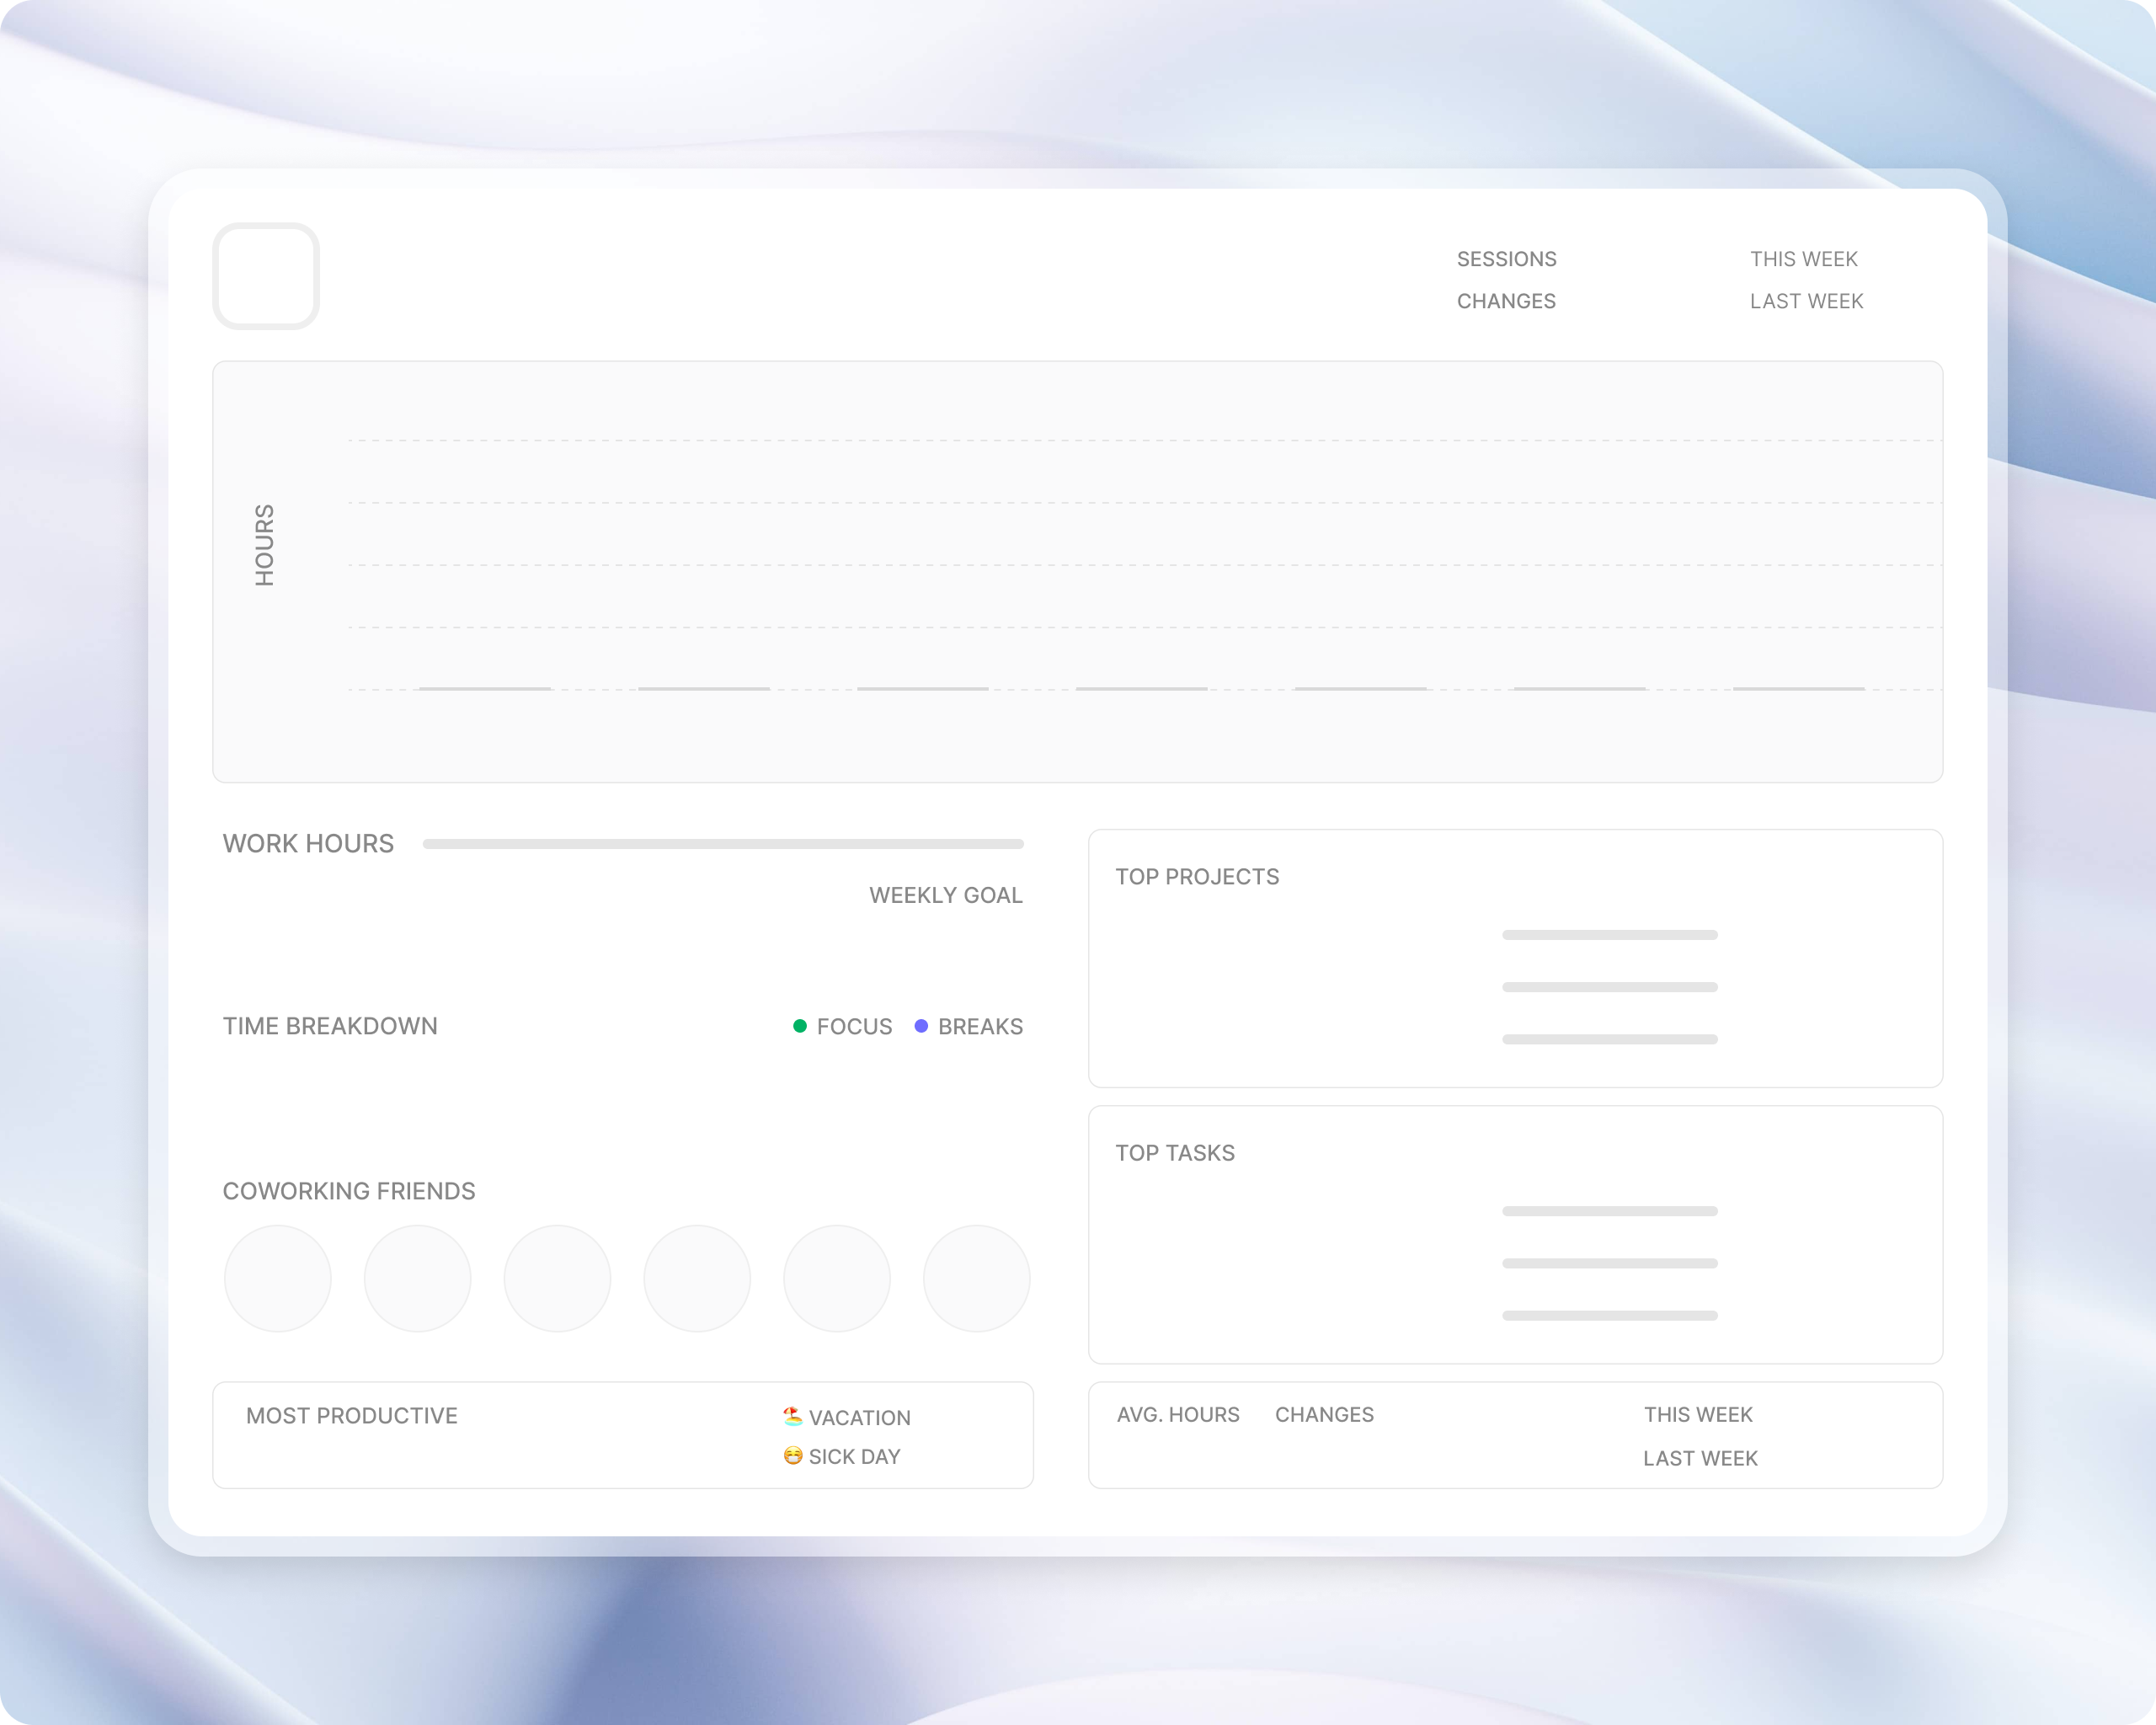 SESSIONS
THIS WEEK
CHANGES
LAST WEEK
HOURS
WORK HOURS
WEEKLY GOAL
TIME BREAKDOWN
FOCUS
BREAKS
COWORKING FRIENDS
MOST PRODUCTIVE
🏖️ VACATION
😷 SICK DAY
TOP PROJECTS
TOP TASKS
AVG. HOURS
CHANGES
THIS WEEK
LAST WEEK